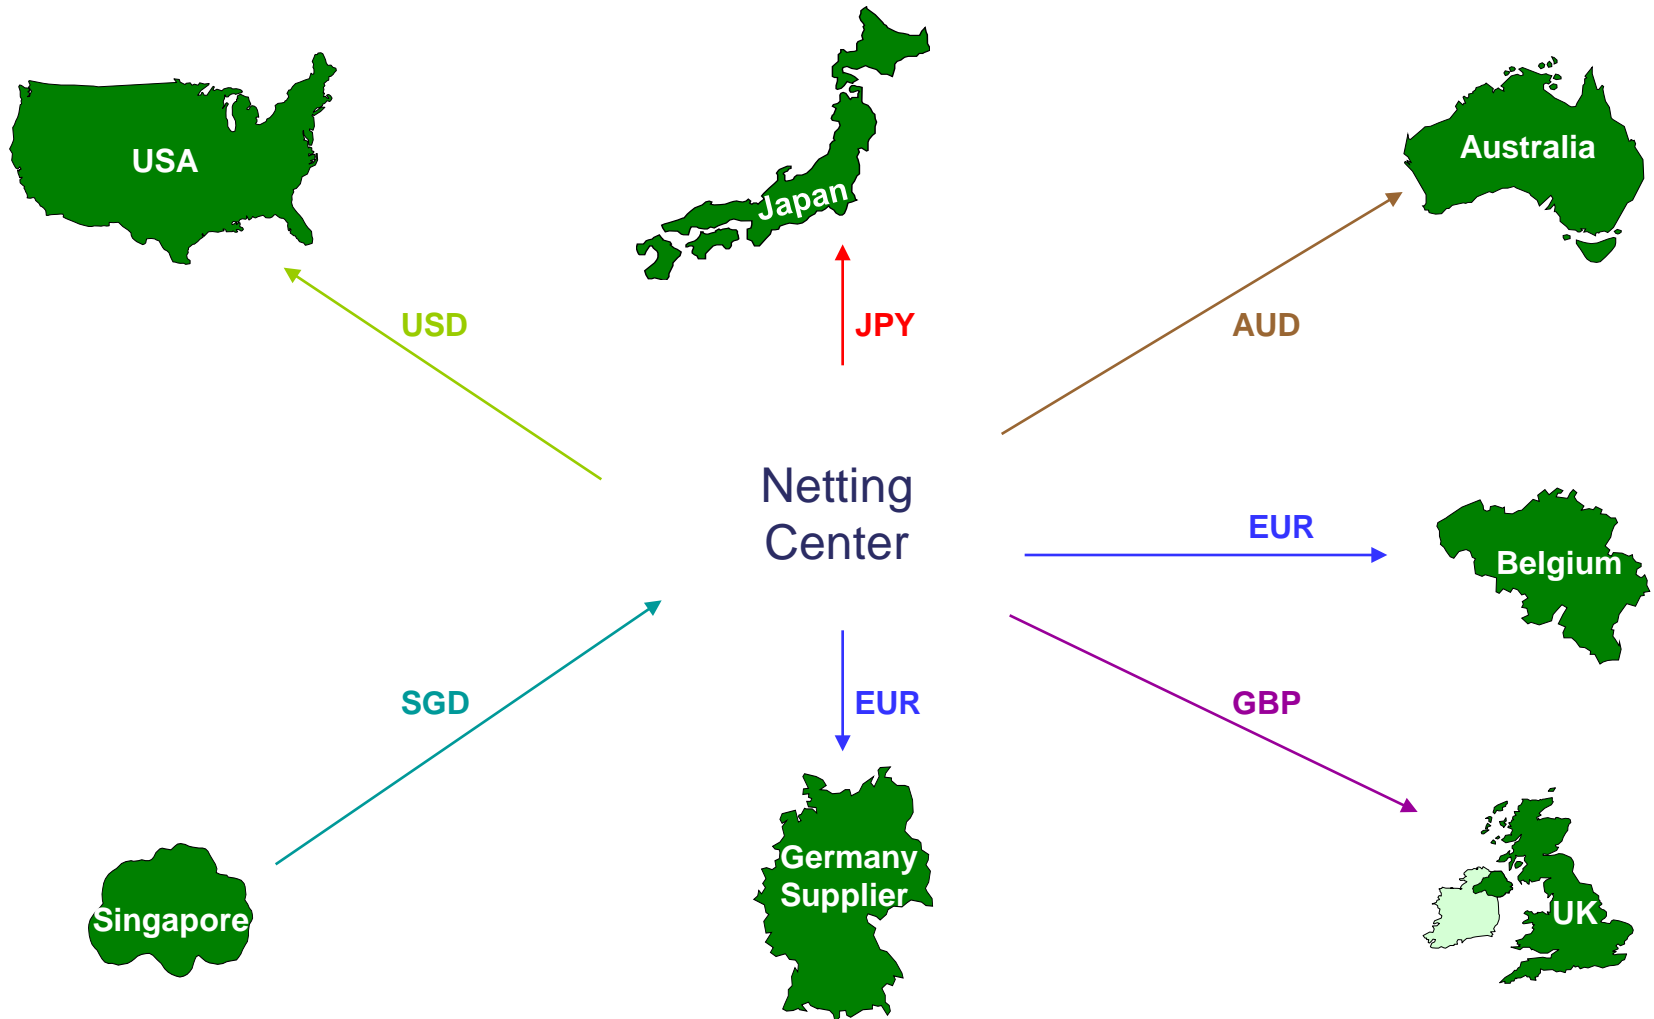 USA
Japan
Australia
USD
JPY
AUD
Netting
Center
EUR
Belgium
SGD
EUR
GBP
Germany
Supplier
Singapore
UK